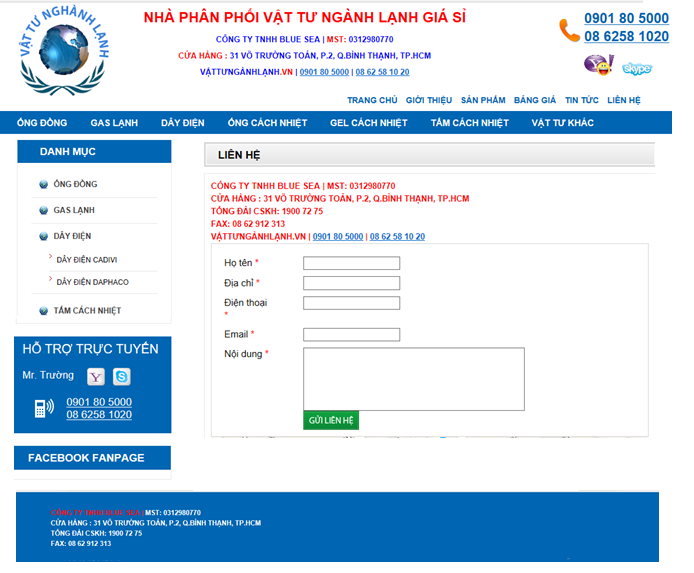 VẬT TƯ NGHÀNH LẠNH
NHÀ PHÂN PHỐI VẬT TƯ NGÀNH LẠNH GIÁ SỈ
CÔNG TY TNHH BLUE SEA | MST: 0312980770
CỬA HÀNG : 31 VÕ TRƯỜNG TOẢN, P.2, Q.BÌNH THẠNH, TP.HCM
VẬTTƯNGÀNHLẠNH.VN | 0901 80 5000 | 08 62 58 10 20
0901 80 5000
08 6258 1020
Y!
skype
TRANG CHỦ GIỚI THIỆU SẢN PHẨM BẢNG GIÁ TIN TỨC LIÊN HỆ
ỐNG ĐỒNG GAS LẠNH DÂY ĐIỆN ỐNG CÁCH NHIỆT GEL CÁCH NHIỆT TẤM CÁCH NHIỆT VẬT TƯ KHÁC
DANH MỤC
ỐNG ĐỒNG
GAS LẠNH
DÂY ĐIỆN
DÂY ĐIỆN CADIVI
DÂY ĐIỆN DAPHACO
TẤM CÁCH NHIỆT
HỖ TRỢ TRỰC TUYẾN
Mr. Trường
0901 80 5000
08 6258 1020
FACEBOOK FANPAGE
LIÊN HỆ
CÔNG TY TNHH BLUE SEA | MST: 0312980770
CỬA HÀNG : 31 VÕ TRƯỜNG TOẢN, P.2, Q.BÌNH THẠNH, TP.HCM
TỔNG ĐÀI CSKH: 1900 72 75
FAX: 08 62 912 313
VẬTTƯNGÀNHLẠNH.VN | 0901 80 5000 | 08 62 58 10 20
Họ tên *
Địa chỉ *
Điện thoại
*
Email *
Nội dung *
GỬI LIÊN HỆ
CÔNG TY TNHH BLUE SEA | MST: 0312980770
CỬA HÀNG : 31 VÕ TRƯỜNG TOẢN, P.2, Q.BÌNH THẠNH, TP.HCM
TỔNG ĐÀI CSKH: 1900 72 75
FAX: 08 62 912 313